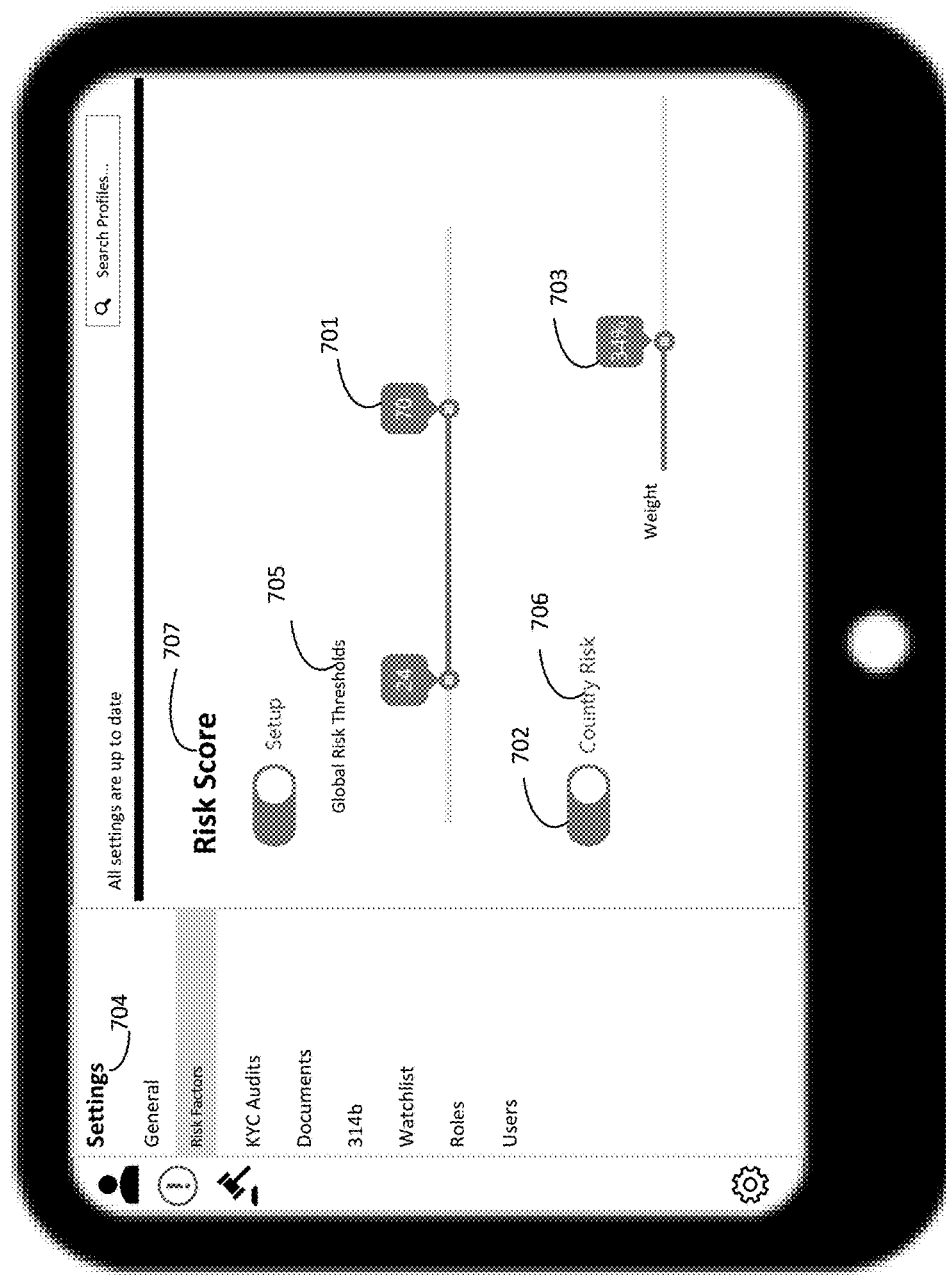 Settings
704
General
Risk Factors
KYC Audits
Documents
314b
Watchlist
Roles
Users
All settings are up to date
Search Profiles...
Risk Score
707
Setup
Global Risk Thresholds
705
701
702
Country Risk
706
Weight
703